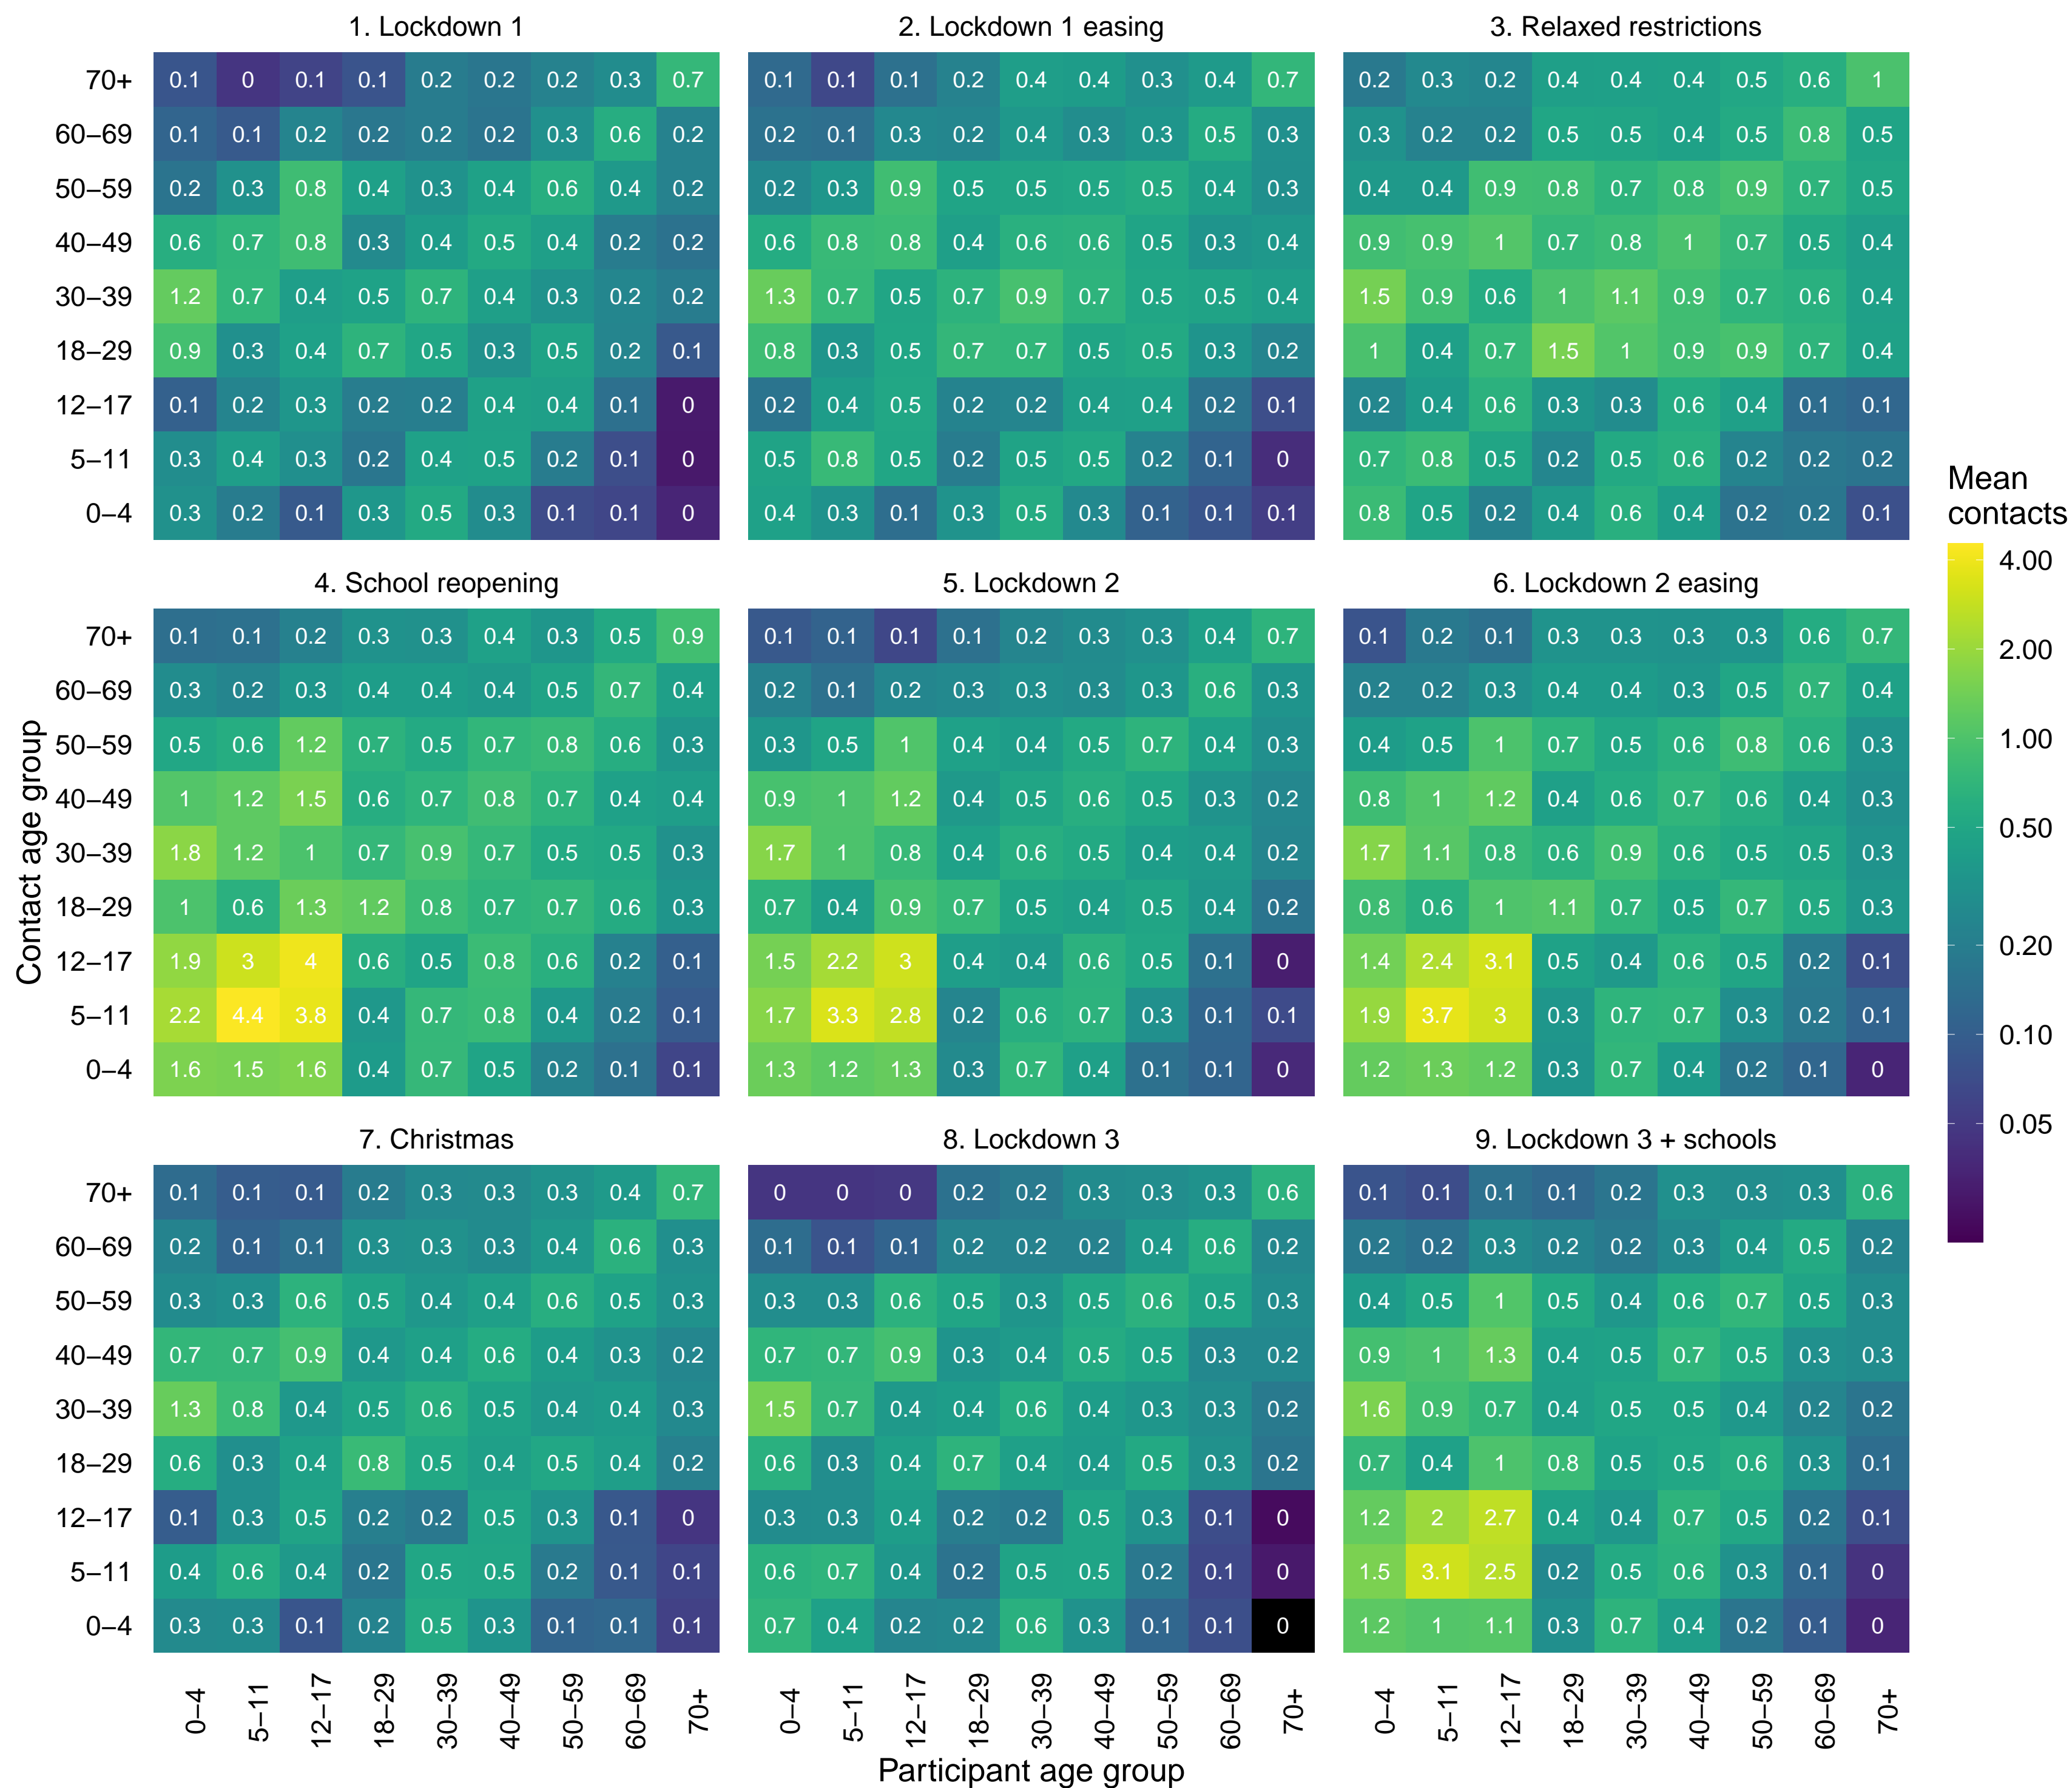 1. Lockdown 1 2. Lockdown 1 easing 3. Relaxed restrictions
70+ 0.1 0 0.1 0.1 0.2 0.2 0.2 0.3 0.7 0.1 0.1 0.1 0.2 0.4 0.4 0.3 0.4 0.7 0.2 0.3 0.2 0.4 0.4 0.4 0.5 0.6 1
60–69 0.1 0.1 0.2 0.2 0.2 0.2 0.3 0.6 0.2 0.2 0.1 0.3 0.2 0.4 0.3 0.3 0.5 0.3 0.3 0.2 0.2 0.5 0.5 0.4 0.5 0.8 0.5
50–59 0.2 0.3 0.8 0.4 0.3 0.4 0.6 0.4 0.2 0.2 0.3 0.9 0.5 0.5 0.5 0.5 0.4 0.3 0.4 0.4 0.9 0.8 0.7 0.8 0.9 0.7 0.5
40–49 0.6 0.7 0.8 0.3 0.4 0.5 0.4 0.2 0.2 0.6 0.8 0.8 0.4 0.6 0.6 0.5 0.3 0.4 0.9 0.9 1 0.7 0.8 1 0.7 0.5 0.4
30–39 1.2 0.7 0.4 0.5 0.7 0.4 0.3 0.2 0.2 1.3 0.7 0.5 0.7 0.9 0.7 0.5 0.5 0.4 1.5 0.9 0.6 1 1.1 0.9 0.7 0.6 0.4
18–29 0.9 0.3 0.4 0.7 0.5 0.3 0.5 0.2 0.1 0.8 0.3 0.5 0.7 0.7 0.5 0.5 0.3 0.2 1 0.4 0.7 1.5 1 0.9 0.9 0.7 0.4
12–17 0.1 0.2 0.3 0.2 0.2 0.4 0.4 0.1 0 0.2 0.4 0.5 0.2 0.2 0.4 0.4 0.2 0.1 0.2 0.4 0.6 0.3 0.3 0.6 0.4 0.1 0.1
5–11 0.3 0.4 0.3 0.2 0.4 0.5 0.2 0.1 0 0.5 0.8 0.5 0.2 0.5 0.5 0.2 0.1 0 0.7 0.8 0.5 0.2 0.5 0.6 0.2 0.2 0.2
0–4 0.3 0.2 0.1 0.3 0.5 0.3 0.1 0.1 0 0.4 0.3 0.1 0.3 0.5 0.3 0.1 0.1 0.1 0.8 0.5 0.2 0.4 0.6 0.4 0.2 0.2 0.1
4. School reopening 5. Lockdown 2 6. Lockdown 2 easing
70+ 0.1 0.1 0.2 0.3 0.3 0.4 0.3 0.5 0.9 0.1 0.1 0.1 0.1 0.2 0.3 0.3 0.4 0.7 0.1 0.2 0.1 0.3 0.3 0.3 0.3 0.6 0.7
60–69 0.3 0.2 0.3 0.4 0.4 0.4 0.5 0.7 0.4 0.2 0.1 0.2 0.3 0.3 0.3 0.3 0.6 0.3 0.2 0.2 0.3 0.4 0.4 0.3 0.5 0.7 0.4
50–59 0.5 0.6 1.2 0.7 0.5 0.7 0.8 0.6 0.3 0.3 0.5 1 0.4 0.4 0.5 0.7 0.4 0.3 0.4 0.5 1 0.7 0.5 0.6 0.8 0.6 0.3
40–49 1 1.2 1.5 0.6 0.7 0.8 0.7 0.4 0.4 0.9 1 1.2 0.4 0.5 0.6 0.5 0.3 0.2 0.8 1 1.2 0.4 0.6 0.7 0.6 0.4 0.3
30–39 1.8 1.2 1 0.7 0.9 0.7 0.5 0.5 0.3 1.7 1 0.8 0.4 0.6 0.5 0.4 0.4 0.2 1.7 1.1 0.8 0.6 0.9 0.6 0.5 0.5 0.3
18–29 1 0.6 1.3 1.2 0.8 0.7 0.7 0.6 0.3 0.7 0.4 0.9 0.7 0.5 0.4 0.5 0.4 0.2 0.8 0.6 1 1.1 0.7 0.5 0.7 0.5 0.3
12–17 1.9 3 4 0.6 0.5 0.8 0.6 0.2 0.1 1.5 2.2 3 0.4 0.4 0.6 0.5 0.1 0 1.4 2.4 3.1 0.5 0.4 0.6 0.5 0.2 0.1
5–11 2.2 4.4 3.8 0.4 0.7 0.8 0.4 0.2 0.1 1.7 3.3 2.8 0.2 0.6 0.7 0.3 0.1 0.1 1.9 3.7 3 0.3 0.7 0.7 0.3 0.2 0.1
0–4 1.6 1.5 1.6 0.4 0.7 0.5 0.2 0.1 0.1 1.3 1.2 1.3 0.3 0.7 0.4 0.1 0.1 0 1.2 1.3 1.2 0.3 0.7 0.4 0.2 0.1 0
7. Christmas 8. Lockdown 3 9. Lockdown 3 + schools
70+ 0.1 0.1 0.1 0.2 0.3 0.3 0.3 0.4 0.7 0 0 0 0.2 0.2 0.3 0.3 0.3 0.6 0.1 0.1 0.1 0.1 0.2 0.3 0.3 0.3 0.6
60–69 0.2 0.1 0.1 0.3 0.3 0.3 0.4 0.6 0.3 0.1 0.1 0.1 0.2 0.2 0.2 0.4 0.6 0.2 0.2 0.2 0.3 0.2 0.2 0.3 0.4 0.5 0.2
50–59 0.3 0.3 0.6 0.5 0.4 0.4 0.6 0.5 0.3 0.3 0.3 0.6 0.5 0.3 0.5 0.6 0.5 0.3 0.4 0.5 1 0.5 0.4 0.6 0.7 0.5 0.3
40–49 0.7 0.7 0.9 0.4 0.4 0.6 0.4 0.3 0.2 0.7 0.7 0.9 0.3 0.4 0.5 0.5 0.3 0.2 0.9 1 1.3 0.4 0.5 0.7 0.5 0.3 0.3
30–39 1.3 0.8 0.4 0.5 0.6 0.5 0.4 0.4 0.3 1.5 0.7 0.4 0.4 0.6 0.4 0.3 0.3 0.2 1.6 0.9 0.7 0.4 0.5 0.5 0.4 0.2 0.2
18–29 0.6 0.3 0.4 0.8 0.5 0.4 0.5 0.4 0.2 0.6 0.3 0.4 0.7 0.4 0.4 0.5 0.3 0.2 0.7 0.4 1 0.8 0.5 0.5 0.6 0.3 0.1
12–17 0.1 0.3 0.5 0.2 0.2 0.5 0.3 0.1 0 0.3 0.3 0.4 0.2 0.2 0.5 0.3 0.1 0 1.2 2 2.7 0.4 0.4 0.7 0.5 0.2 0.1
5–11 0.4 0.6 0.4 0.2 0.5 0.5 0.2 0.1 0.1 0.6 0.7 0.4 0.2 0.5 0.5 0.2 0.1 0 1.5 3.1 2.5 0.2 0.5 0.6 0.3 0.1 0
0–4 0.3 0.3 0.1 0.2 0.5 0.3 0.1 0.1 0.1 0.7 0.4 0.2 0.2 0.6 0.3 0.1 0.1 0 1.2 1 1.1 0.3 0.7 0.4 0.2 0.1 0
0–4 5–11 12–17 18–29 30–39 40–49 50–59 60–69 70+ 0–4 5–11 12–17 18–29 30–39 40–49 50–59 60–69 70+ 0–4 5–11 12–17 18–29 30–39 40–49 50–59 60–69 70+
Participant age group
Contact age group
Mean
contacts
4.00
2.00
1.00
0.50
0.20
0.10
0.05